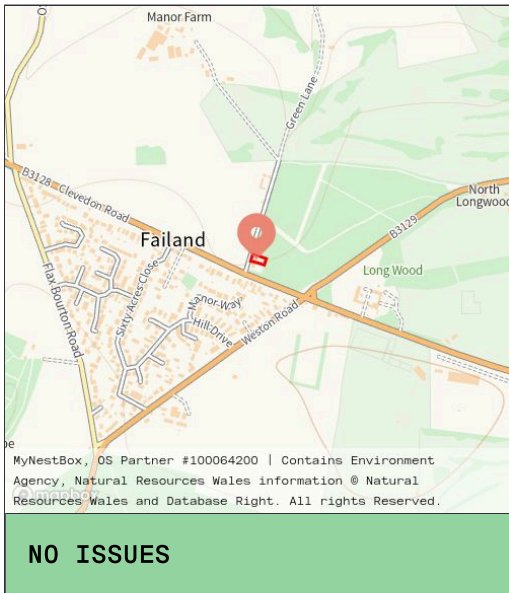 Manor Farm
Green Lane
B3128
Clevedon Road
North
Longwood
B3129
Failand
Long Wood
Sixty Acres Close
Manor Way
Hill Drive
Weston Road
Flax Bourton Road
pe
MyNestBox, OS Partner #100064200 | Contains Environment
Agency, Natural Resources Wales information © Natural
Resources Wales and Database Right. All rights Reserved.
mapbox
NO ISSUES